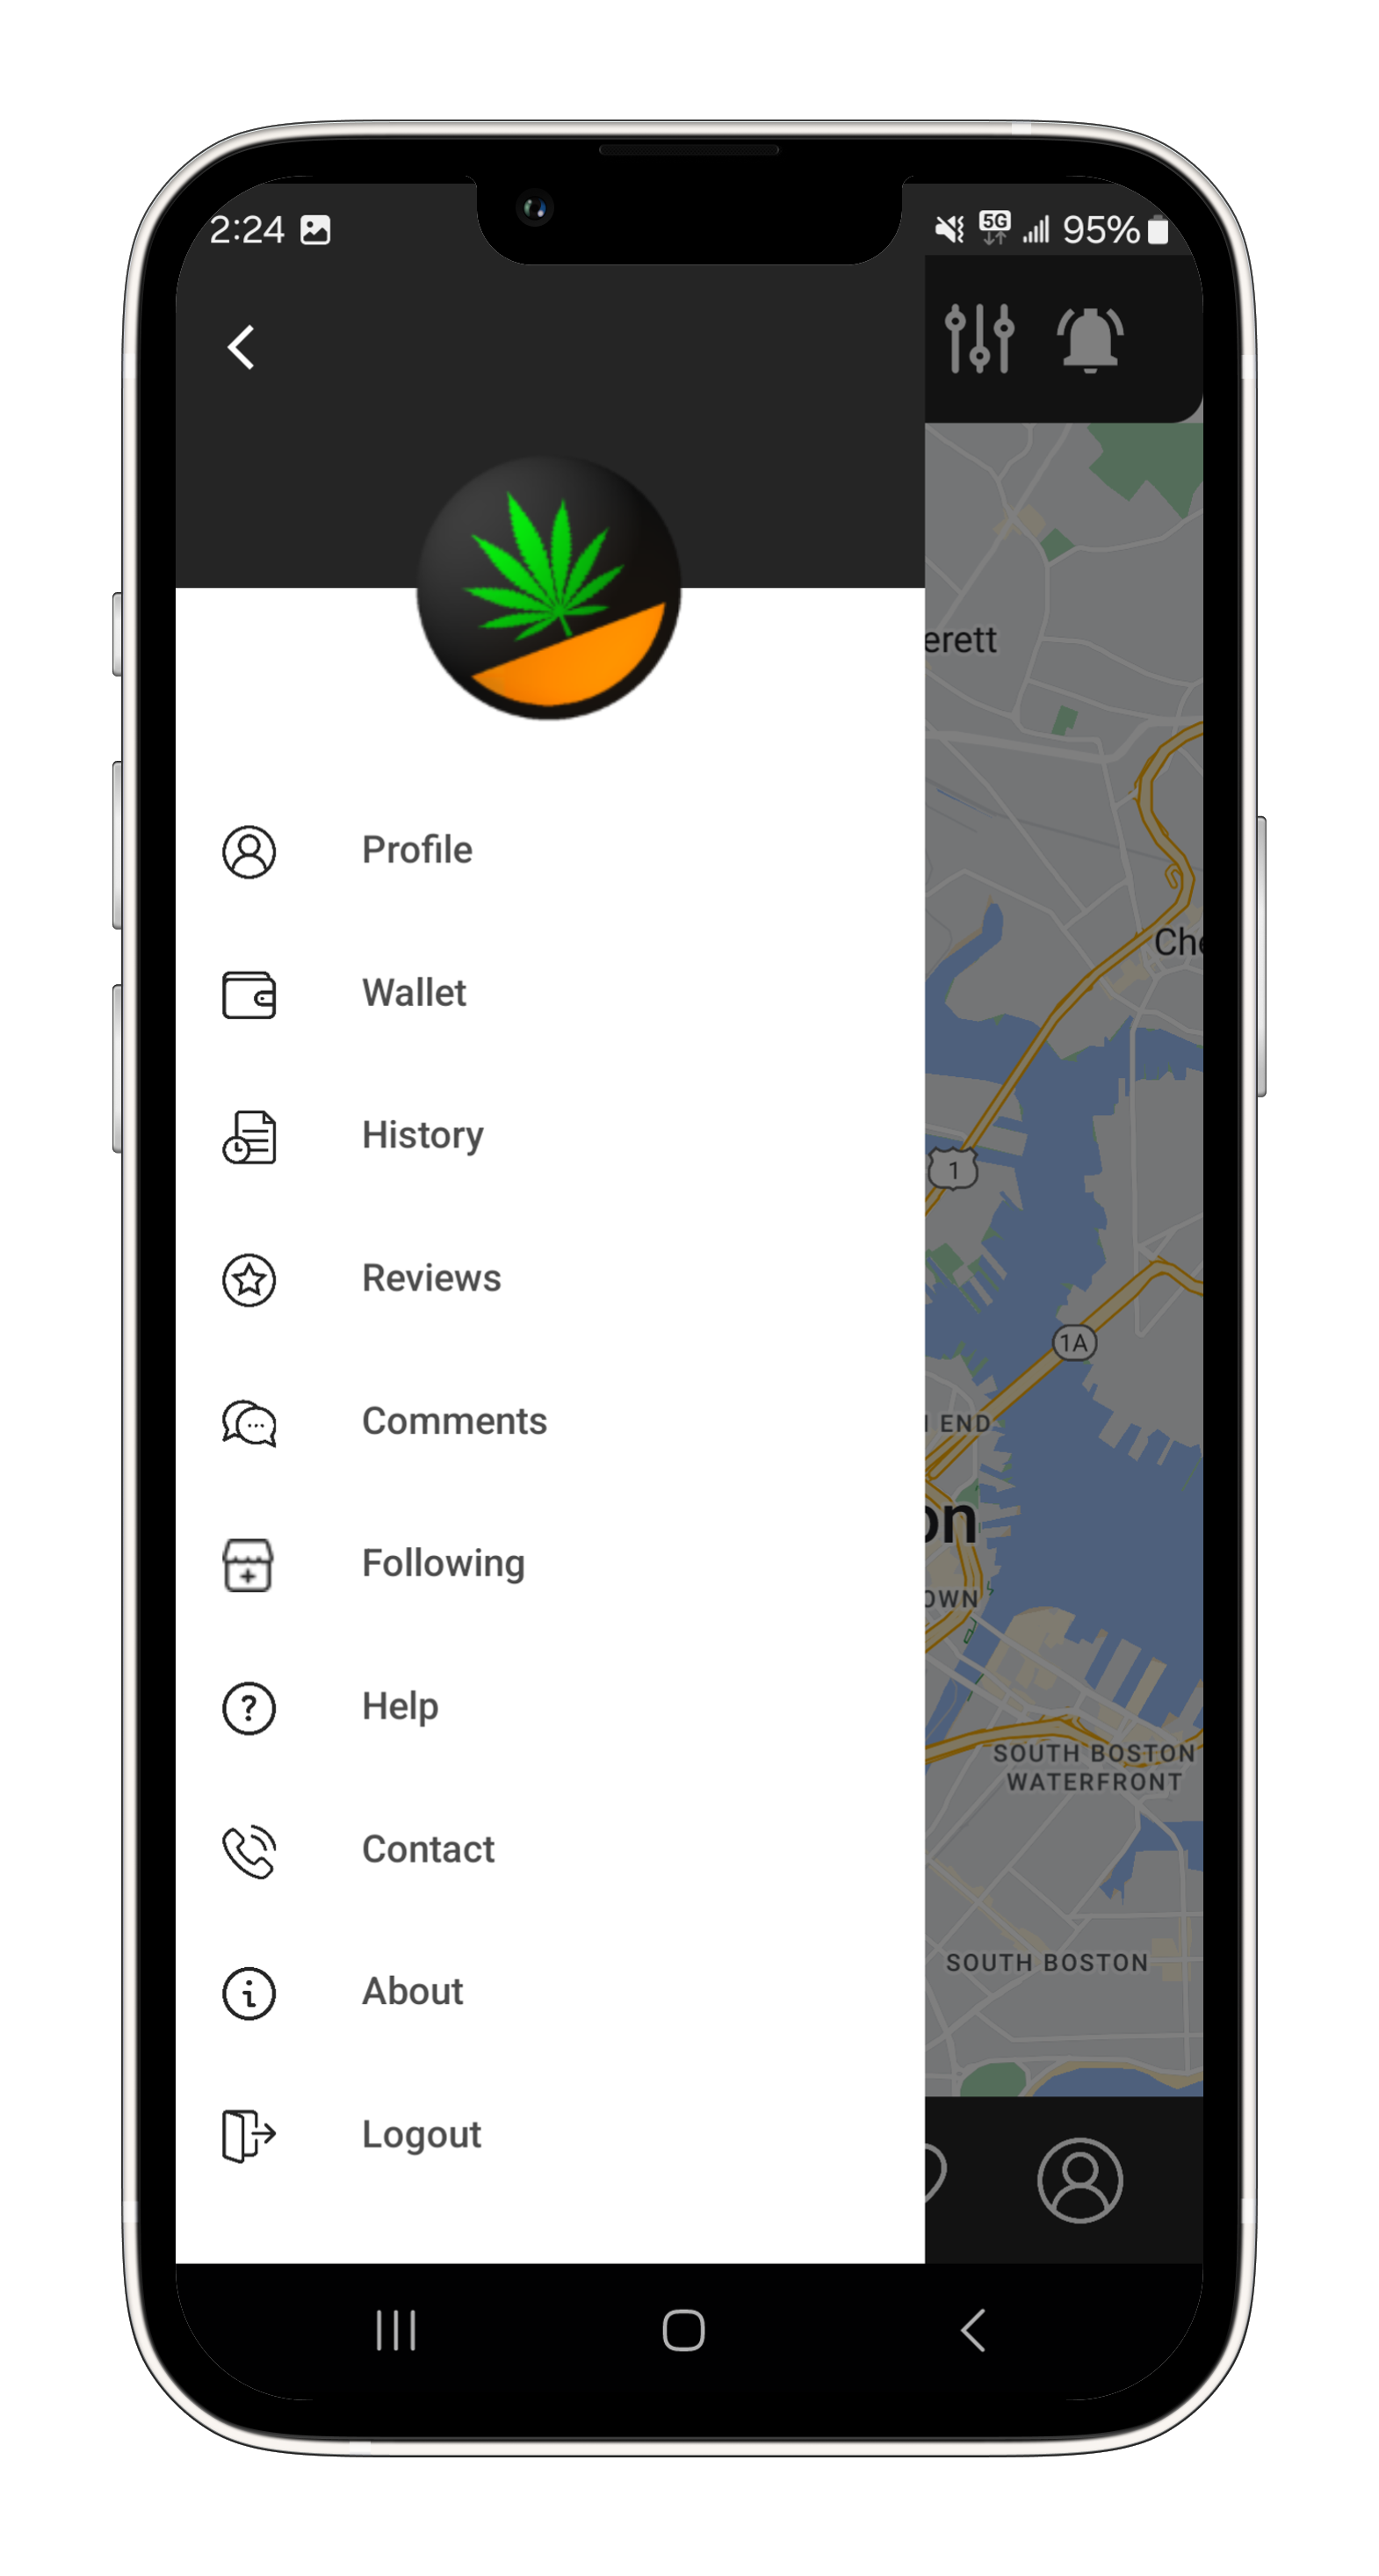 2:24
5G
95%
erett
Profile
Che
Wallet
History
1
Reviews
1A
END
Comments
on
Following
OWN
Help
SOUTH BOSTON
WATERFRONT
Contact
SOUTH BOSTON
About
Logout